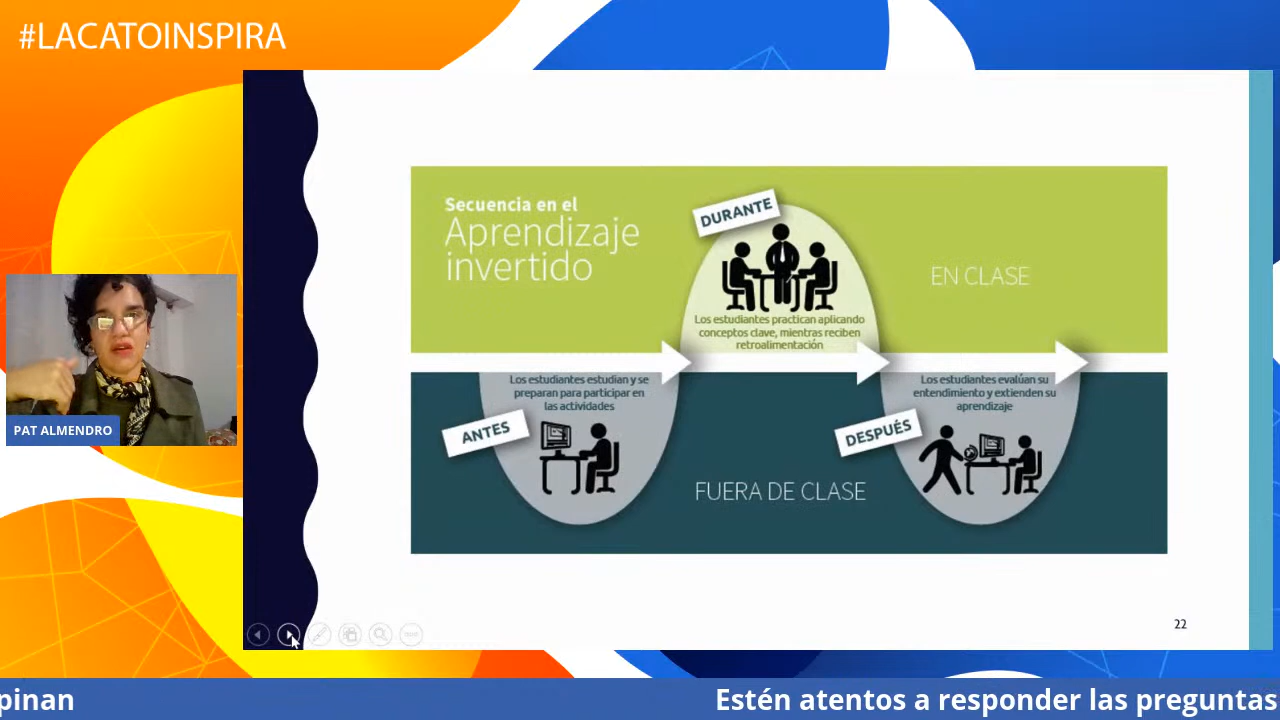 #LACATOINSPIRA
Secuencia en el
Aprendizaje
invertido
DURANTE
Los estudiantes practican aplicando
conceptos clave, mientras reciben
retroalimentación
EN CLASE
Los estudiantes estudian y se
preparan para participar en
las actividades
ANTES
FUERA DE CLASE
Los estudiantes evalúan su
entendimiento y extienden su
aprendizaje
DESPUÉS
PAT ALMENDRO
22
pinan
Estén atentos a responder las preguntas